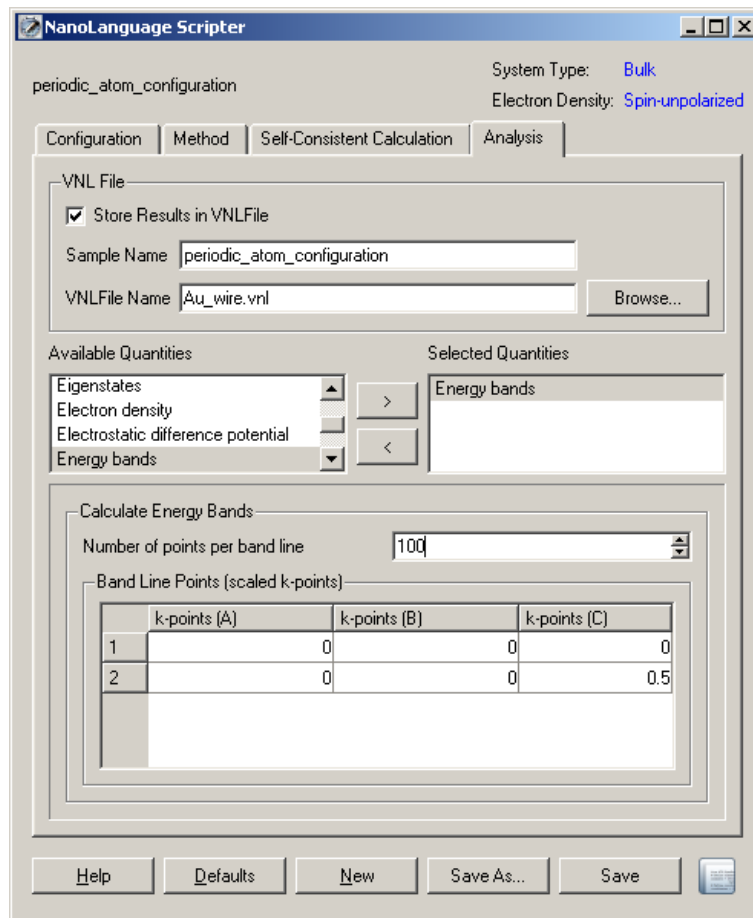 NanoLanguage Scripter
periodic_atom_configuration
System Type: Bulk
Electron Density: Spin-unpolarized
Configuration Method Self-Consistent Calculation Analysis
VNL File
Store Results in VNLFile
Sample Name periodic_atom_configuration
VNLFile Name Au_wire.vnl Browse...
Available Quantities Selected Quantities
Eigenstates Energy bands
Electron density >
Electrostatic difference potential
Energy bands <
Calculate Energy Bands
Number of points per band line 100
Band Line Points (scaled k-points)
k-points (A) k-points (B) k-points (C)
1 0 0 0
2 0 0 0.5
Help Defaults New Save As... Save